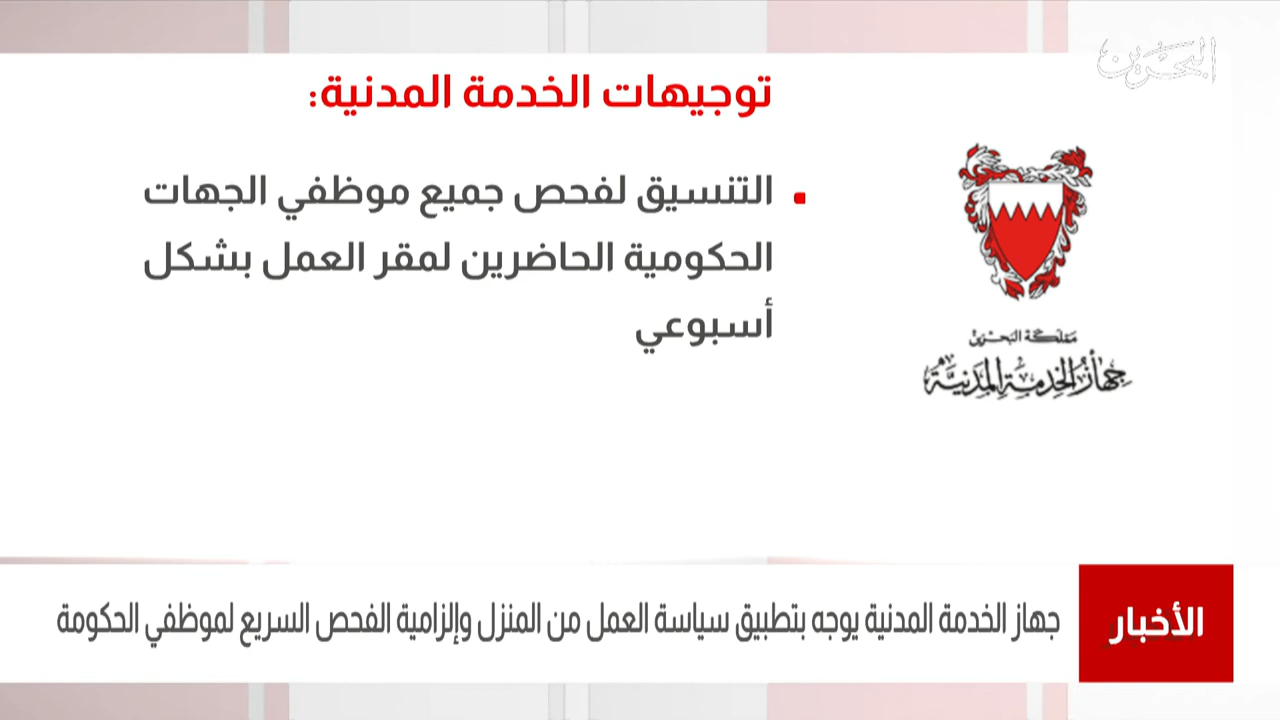 البحرين
توجيهات الخدمة المدنية:
التنسيق لفحص جميع موظفي الجهات
الحكومية الحاضرين لمقر العمل بشكل
أسبوعي
مملكة البحرين
جهاز الخدمة المدنية
الأخبار
جهاز الخدمة المدنية يوجه بتطبيق سياسة العمل من المنزل وإلزامية الفحص السريع لموظفي الحكومة